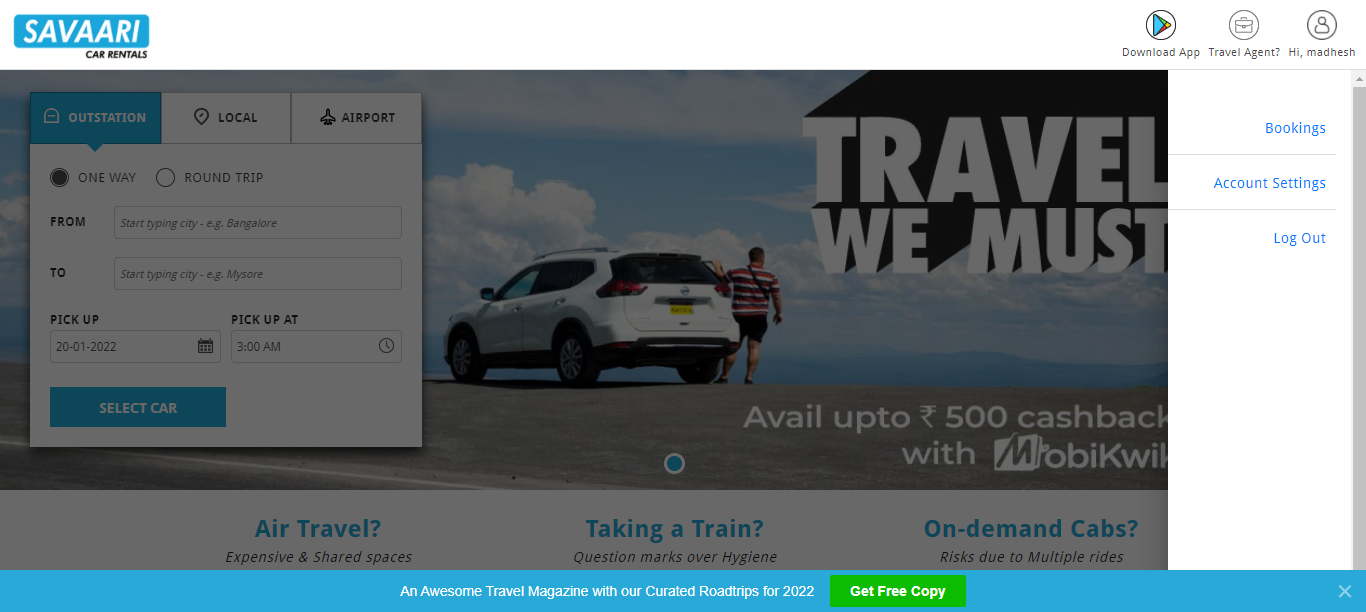 SAVAARI
CAR RENTALS
Download App
Travel Agent?
Hi, madhesh
OUTSTATION
LOCAL
AIRPORT
ONE WAY
ROUND TRIP
FROM
Start typing city - e.g. Bangalore
TO
Start typing city - e.g. Mysore
PICK UP
PICK UP AT
20-01-2022
3:00 AM
SELECT CAR
TRAVEL
WE MUST
Avail upto ₹ 500 cashback
with MobiKwik
Bookings
Account Settings
Log Out
Air Travel?
Expensive & Shared spaces
Taking a Train?
Question marks over Hygiene
On-demand Cabs?
Risks due to Multiple rides
An Awesome Travel Magazine with our Curated Roadtrips for 2022
Get Free Copy